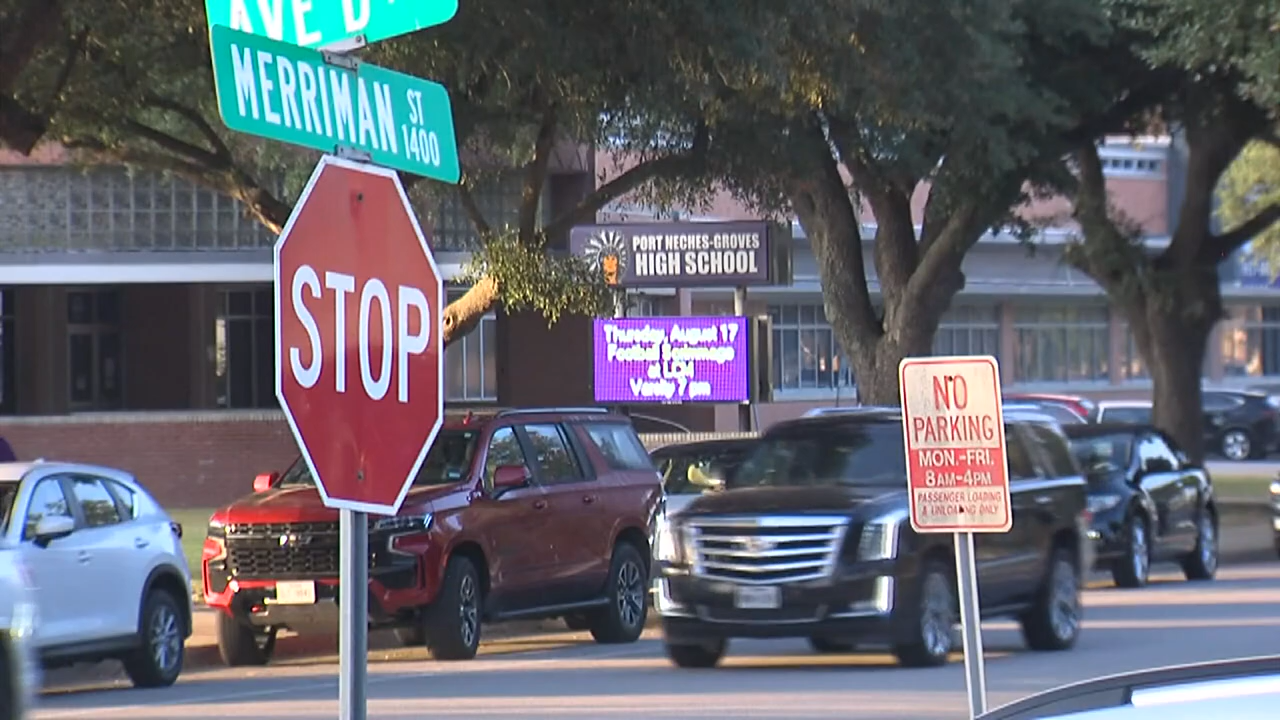 AVE D
MERRIMAN ST
1400
STOP
PORT NECHES-GROVES
HIGH SCHOOL
Thursday, August 17
Football Scrimmage
at LCM
Varsity 7 pm
NO
PARKING
MON.-FRI.
8AM-4PM
PASSENGER LOADING
& UNLOADING ONLY